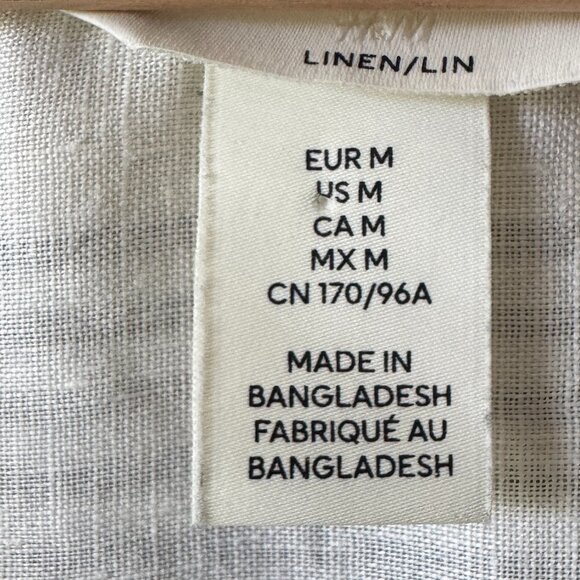 LINEN/LIN
EUR M
US M
CA M
MX M
CN 170/96A
MADE IN
BANGLADESH
FABRIQUÉ AU
BANGLADESH